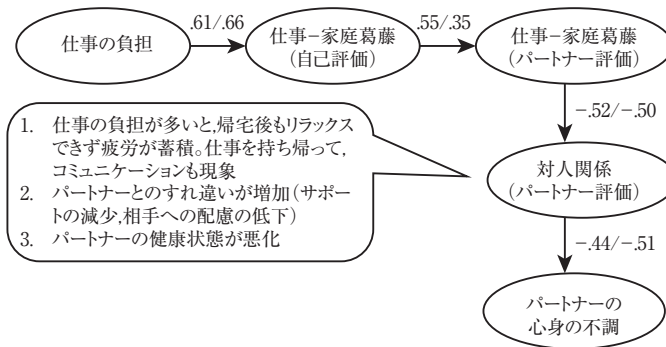 仕事の負担
.61/.66
仕事−家庭葛藤
(自己評価)
.55/.35
仕事−家庭葛藤
(パートナー評価)
−.52/−.50
1. 仕事の負担が多いと,帰宅後もリラックス
できず疲労が蓄積。仕事を持ち帰って,
コミュニケーションも現象
2. パートナーとのすれ違いが増加(サポー
トの減少,相手への配慮の低下)
3. パートナーの健康状態が悪化
対人関係
(パートナー評価)
−.44/−.51
パートナーの
心身の不調